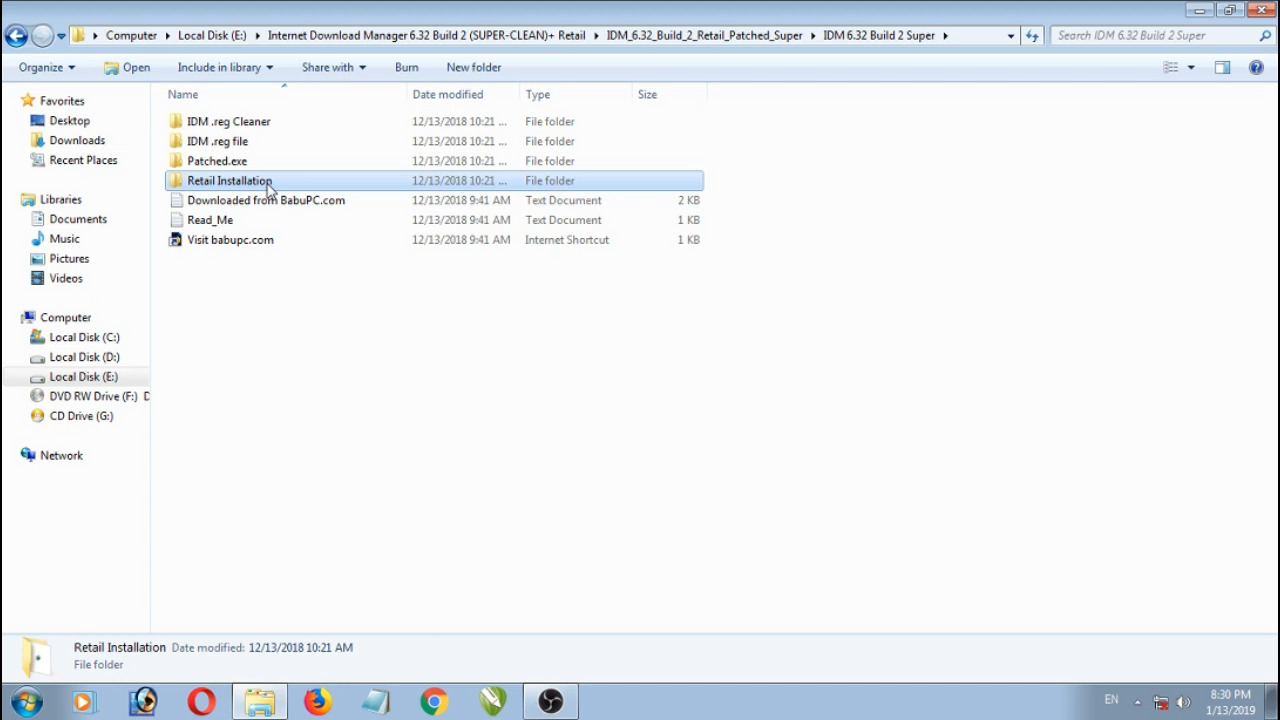 Computer Local Disk (E:) Internet Download Manager 6.32 Build 2 (SUPER-CLEAN)+ Retail IDM_6.32_Build_2_Retail_Patched_Super IDM 6.32 Build 2 Super Search IDM 6.32 Build 2 Super
Organize Open Include in library Share with Burn New folder
Name Date modified Type Size
Favorites
Desktop
Downloads
Recent Places
Libraries
Documents
Music
Pictures
Videos
Computer
Local Disk (C:)
Local Disk (D:)
Local Disk (E:)
DVD RW Drive (F:) D
CD Drive (G:)
Network
IDM .reg Cleaner 12/13/2018 10:21 ... File folder
IDM .reg file 12/13/2018 10:21 ... File folder
Patched.exe 12/13/2018 10:21 ... File folder
Retail Installation 12/13/2018 10:21 ... File folder
Downloaded from BabuPC.com 12/13/2018 9:41 AM Text Document 2 KB
Read_Me 12/13/2018 9:41 AM Text Document 1 KB
Visit babupc.com 12/13/2018 9:41 AM Internet Shortcut 1 KB
Retail Installation Date modified: 12/13/2018 10:21 AM
File folder
EN
8:30 PM
1/13/2019